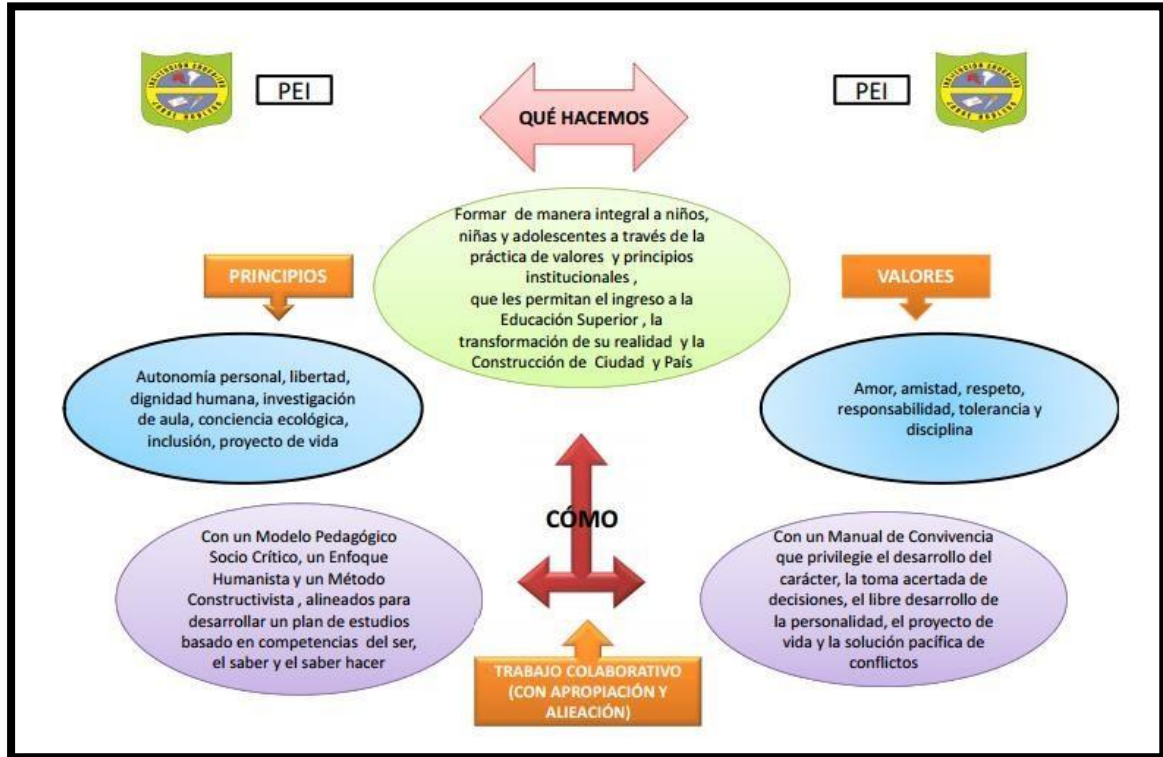 PEI
QUÉ HACEMOS
PEI
Formar de manera integral a niños,
niñas y adolescentes a través de la
práctica de valores y principios
institucionales ,
que les permitan el ingreso a la
Educación Superior , la
transformación de su realidad y la
Construcción de Ciudad y País
PRINCIPIOS
Autonomía personal, libertad,
dignidad humana, investigación
de aula, conciencia ecológica,
inclusión, proyecto de vida
VALORES
Amor, amistad, respeto,
responsabilidad, tolerancia y
disciplina
CÓMO
Con un Modelo Pedagógico
Socio Crítico, un Enfoque
Humanista y un Método
Constructivista , alineados para
desarrollar un plan de estudios
basado en competencias del ser,
el saber y el saber hacer
Con un Manual de Convivencia
que privilegie el desarrollo del
carácter, la toma acertada de
decisiones, el libre desarrollo de
la personalidad, el proyecto de
vida y la solución pacífica de
conflictos
TRABAJO COLABORATIVO
(CON APROPIACIÓN Y
ALIEACIÓN)